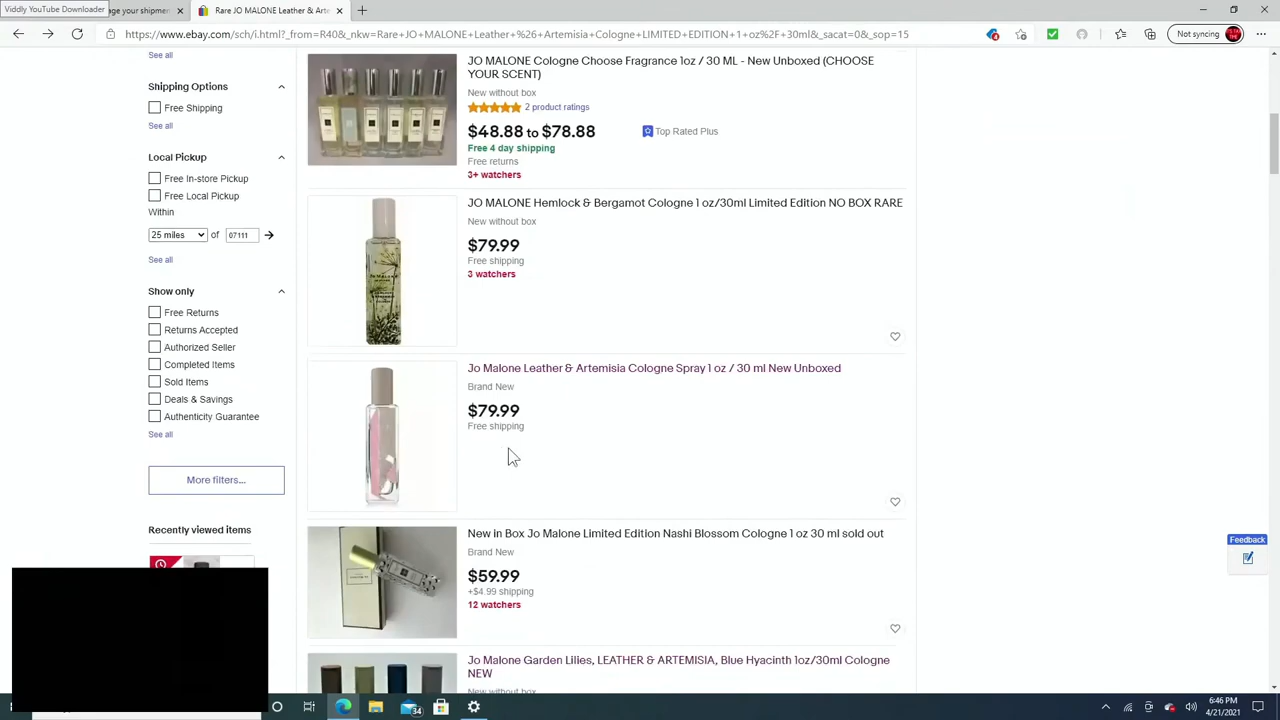 Viddly YouTube Downloader
age your shipment
Rare JO MALONE Leather & Arte
https://www.ebay.com/sch/i.html?_from=R40&_nkw=Rare+JO+MALONE+Leather+%26+Artemisia+Cologne+LIMITED+EDITION+1+oz%2F+30ml&_sacat=0&_sop=15
Not syncing
See all
Shipping Options
Free Shipping
See all
Local Pickup
Free In-store Pickup
Free Local Pickup
Within
25 miles of 07111
See all
Show only
Free Returns
Returns Accepted
Authorized Seller
Completed Items
Sold Items
Deals & Savings
Authenticity Guarantee
See all
More filters...
Recently viewed items
JO MALONE Cologne Choose Fragrance 1oz / 30 ML - New Unboxed (CHOOSE
YOUR SCENT)
New without box
2 product ratings
$48.88 to $78.88
Top Rated Plus
Free 4 day shipping
Free returns
3+ watchers
JO MALONE Hemlock & Bergamot Cologne 1 oz/30ml Limited Edition NO BOX RARE
New without box
$79.99
Free shipping
3 watchers
Jo Malone Leather & Artemisia Cologne Spray 1 oz / 30 ml New Unboxed
Brand New
$79.99
Free shipping
New in Box Jo Malone Limited Edition Nashi Blossom Cologne 1 oz 30 ml sold out
Brand New
$59.99
+$4.99 shipping
12 watchers
Jo Malone Garden Lilies, LEATHER & ARTEMISIA, Blue Hyacinth 1oz/30ml Cologne
NEW
New without box
Feedback
34
6:46 PM
4/21/2021